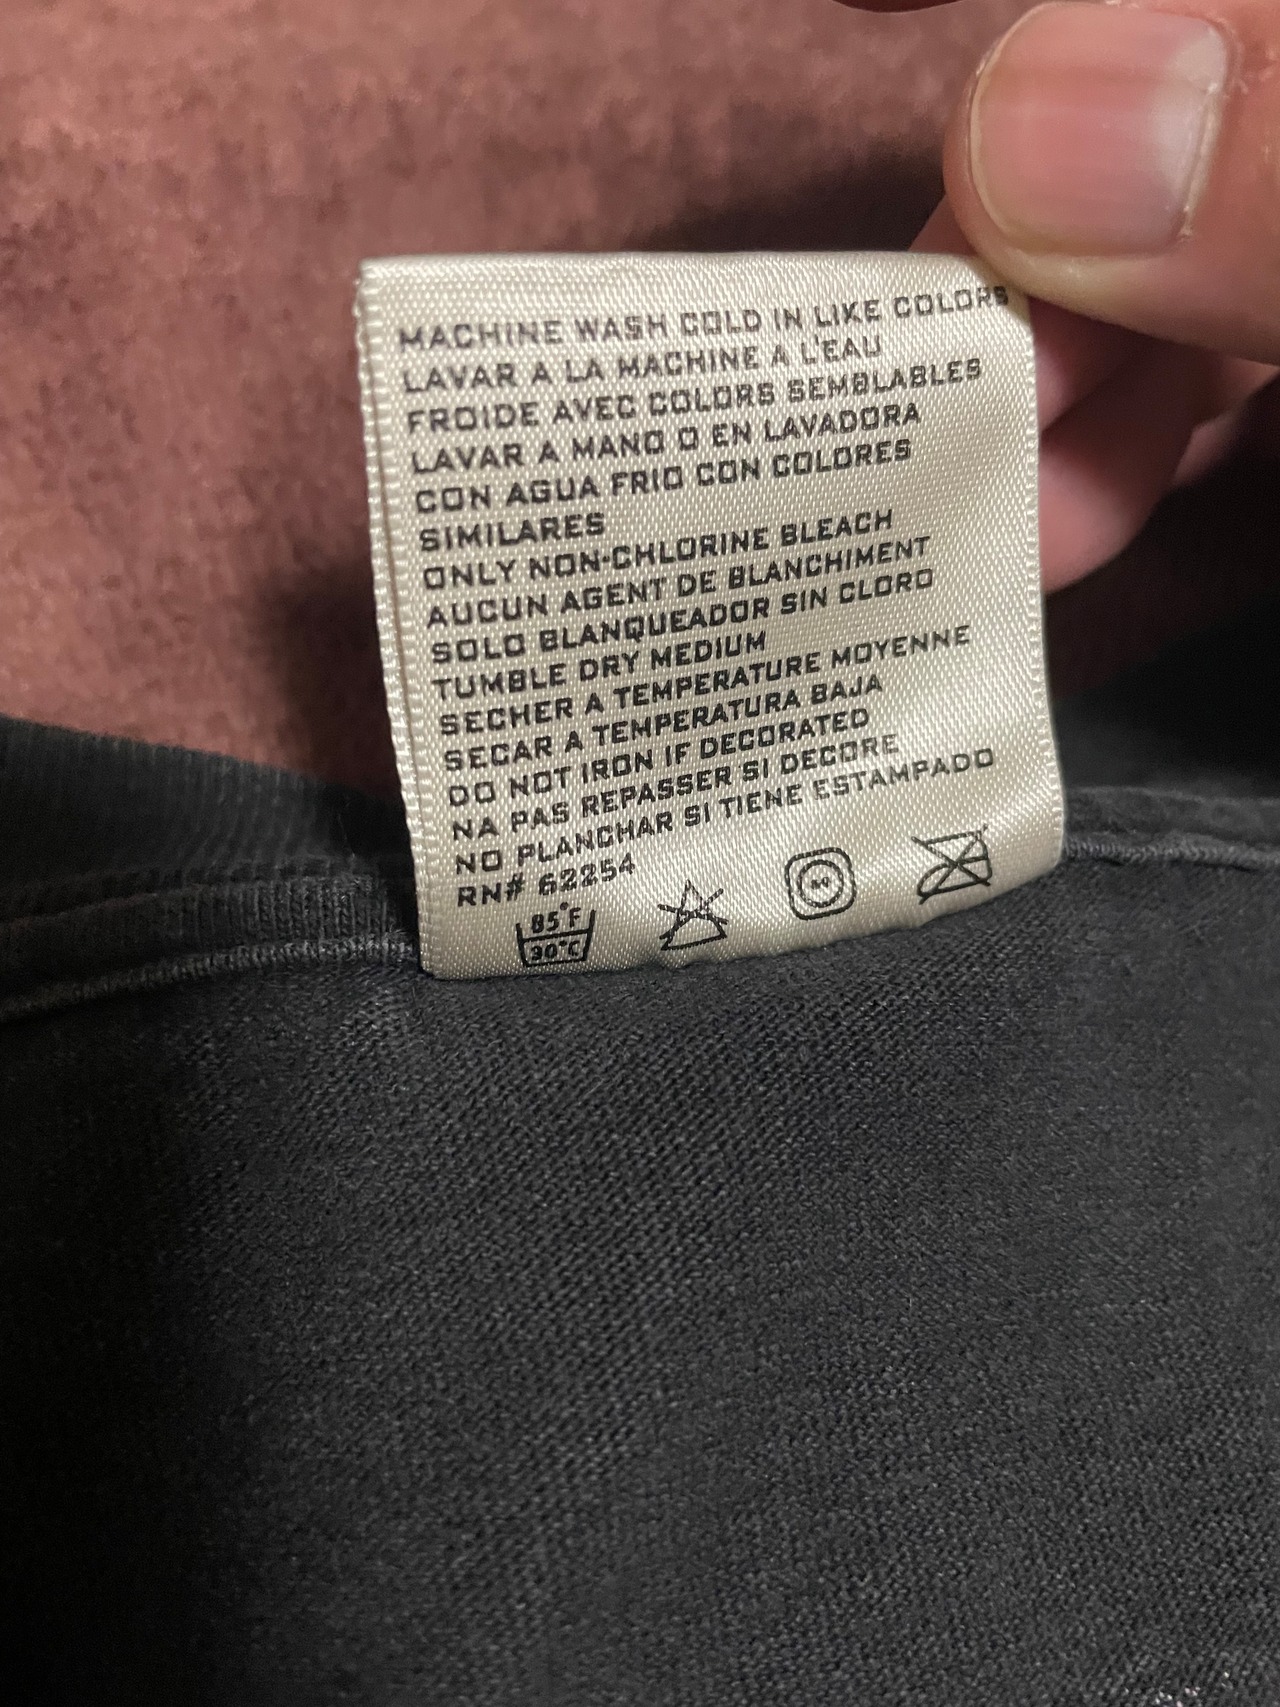 MACHINE WASH COLD IN LIKE COLORS
LAVAR A LA MACHINE A L'EAU
FROIDE AVEC COLORS SEMBLABLES
LAVAR A MANO O EN LAVADORA
CON AGUA FRIO CON COLORES
SIMILARES
ONLY NON-CHLORINE BLEACH
AUCUN AGENT DE BLANCHIMENT
SOLO BLANQUEADOR SIN CLORO
TUMBLE DRY MEDIUM
SECHER A TEMPERATURE MOYENNE
SECAR A TEMPERATURA BAJA
DO NOT IRON IF DECORATED
NA PAS REPASSER SI DECORE
NO PLANCHAR SI TIENE ESTAMPADO
RN# 62254
85°F
30°C